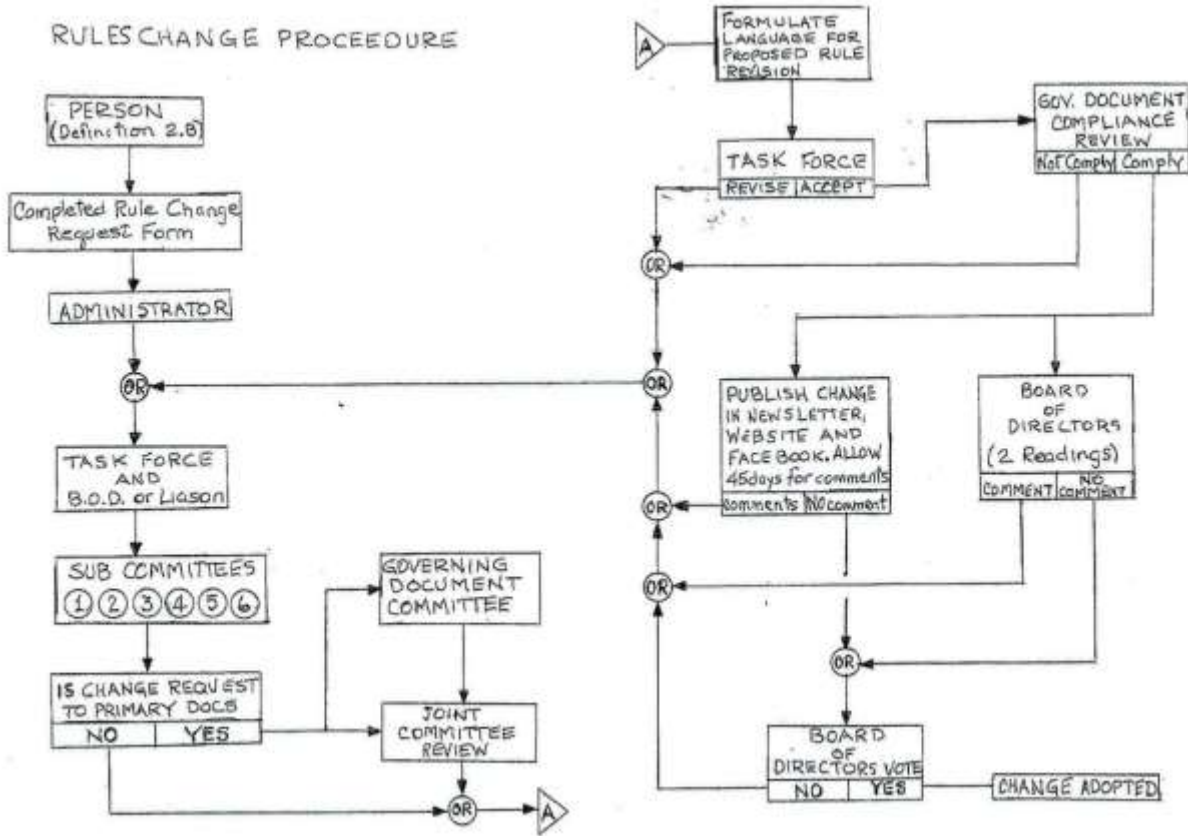 RULES CHANGE PROCEEDURE
PERSON
(Definition 2.8)
Completed Rule Change
Request Form
ADMINISTRATOR
OR
TASK FORCE
AND
B.O.D. or Liason
SUB COMMITTEES
1 2 3 4 5 6
IS CHANGE REQUEST
TO PRIMARY DOCS
NO YES
GOVERNING
DOCUMENT
COMMITTEE
JOINT
COMMITTEE
REVIEW
OR
A
A
FORMULATE
LANGUAGE FOR
PROPOSED RULE
REVISION
TASK FORCE
REVISE ACCEPT
GOV. DOCUMENT
COMPLIANCE
REVIEW
Not Comply Comply
OR
OR
PUBLISH CHANGE
IN NEWSLETTER,
WEBSITE AND
FACEBOOK. ALLOW
45days for comments
comments No comment
BOARD
OF
DIRECTORS
(2 Readings)
COMMENT NO COMMENT
OR
OR
OR
BOARD
OF
DIRECTORS VOTE
NO YES
CHANGE ADOPTED